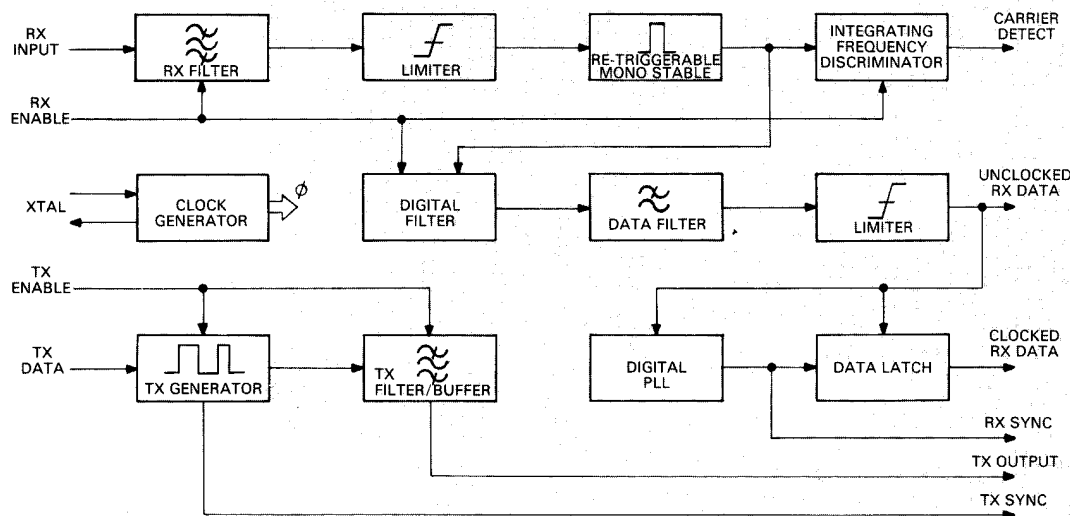 RX
INPUT
RX FILTER
LIMITER
RE-TRIGGERABLE
MONO STABLE
INTEGRATING
FREQUENCY
DISCRIMINATOR
CARRIER
DETECT
RX
ENABLE
XTAL
CLOCK
GENERATOR
φ
DIGITAL
FILTER
DATA FILTER
LIMITER
UNCLOCKED
RX DATA
TX
ENABLE
TX
DATA
TX GENERATOR
TX
FILTER/BUFFER
DIGITAL
PLL
DATA LATCH
CLOCKED
RX DATA
RX SYNC
TX OUTPUT
TX SYNC